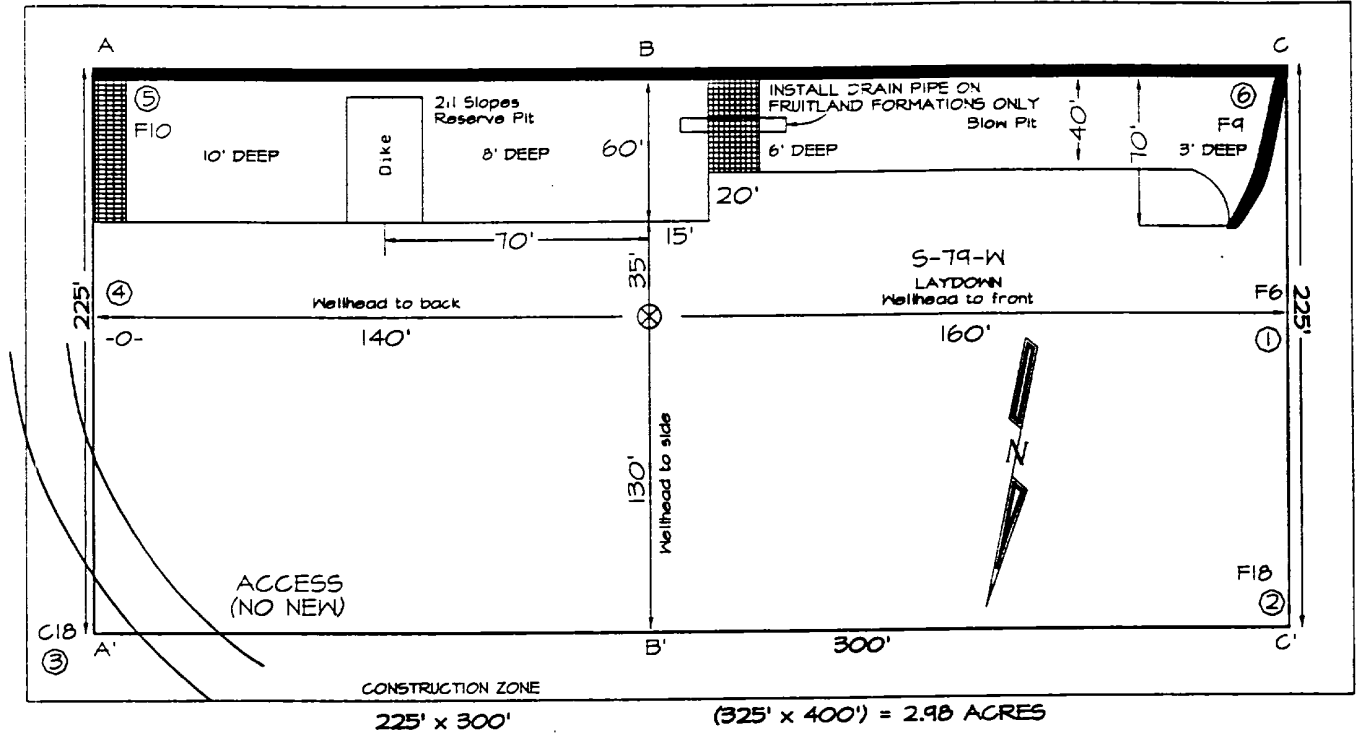 A
B
C
⑤
F10
10' DEEP
Dike
2:1 Slopes
Reserve Pit
8' DEEP
60'
INSTALL DRAIN PIPE ON
FRUITLAND FORMATIONS ONLY
Blow Pit
6' DEEP
20'
40'
70'
⑥
F9
3' DEEP
70'
15'
35'
S-79-W
LAYDOWN
Wellhead to front
225'
④
-0-
Wellhead to back
140'
160'
F6
①
225'
130'
Wellhead to side
N
ACCESS
(NO NEW)
F18
②
C18
③
A'
B'
300'
C'
CONSTRUCTION ZONE
225' x 300'
(325' x 400') = 2.98 ACRES